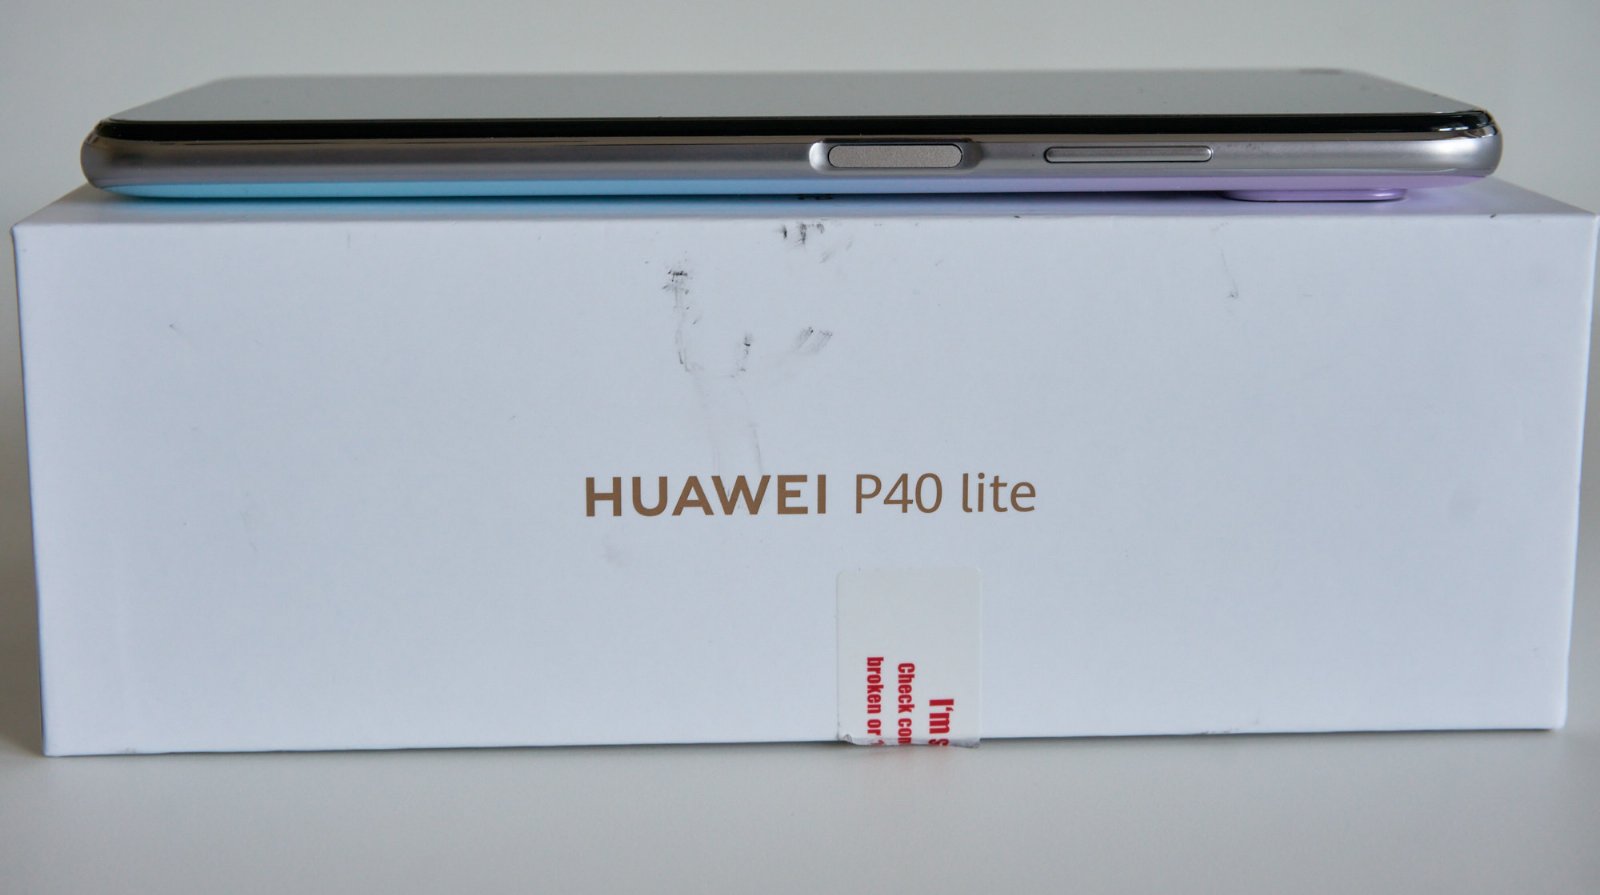 HUAWEI P40 lite
I'm
Check
broken or